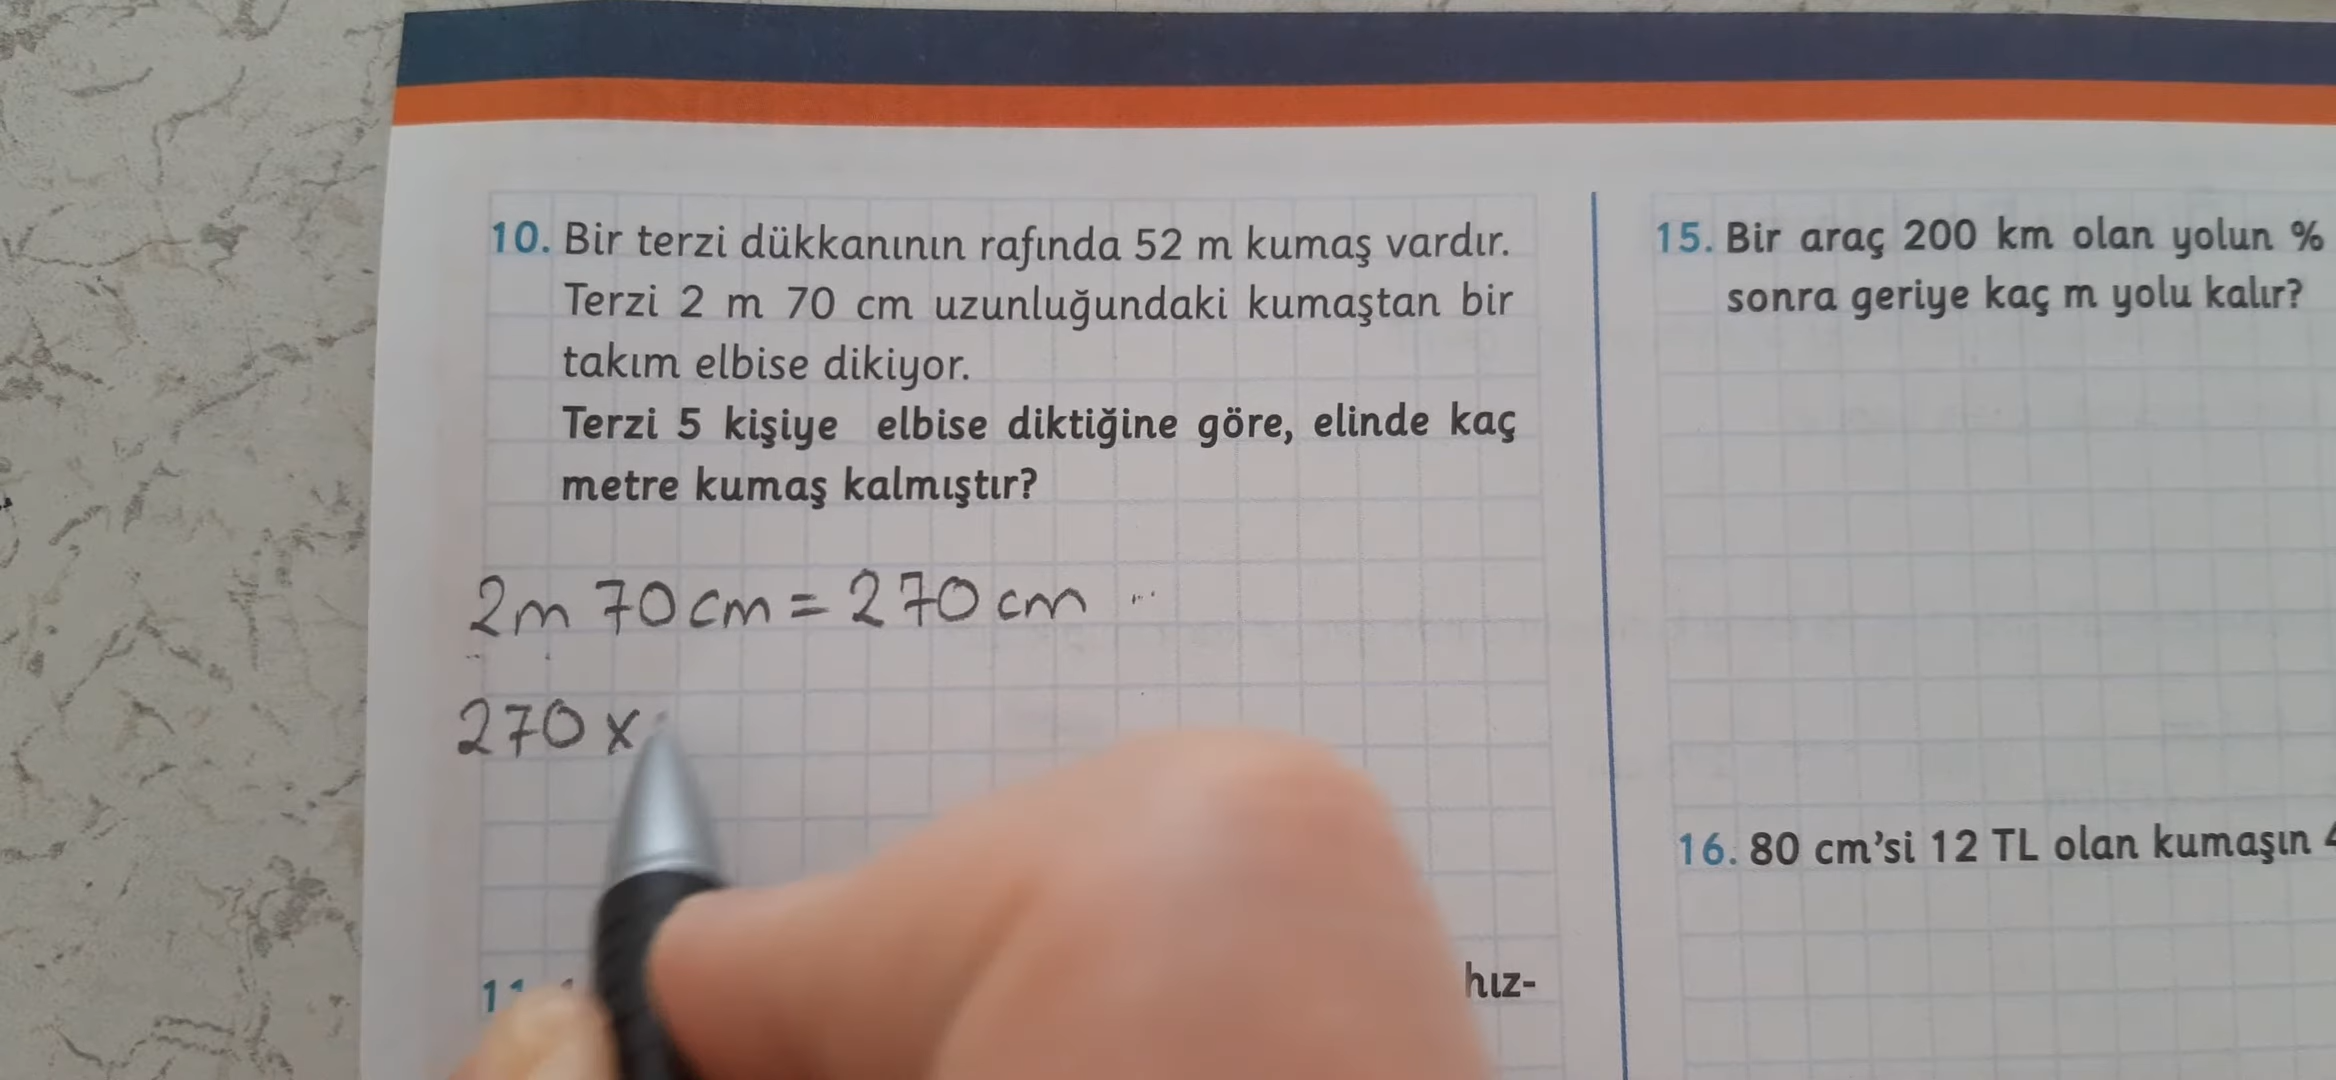 10. Bir terzi dükkanının rafında 52 m kumaş vardır.
Terzi 2 m 70 cm uzunluğundaki kumaştan bir
takım elbise dikiyor.
Terzi 5 kişiye elbise diktiğine göre, elinde kaç
metre kumaş kalmıştır?
2m 70cm = 270 cm
270 x
hız-
15. Bir araç 200 km olan yolun %
sonra geriye kaç m yolu kalır?
16. 80 cm'si 12 TL olan kumaşın